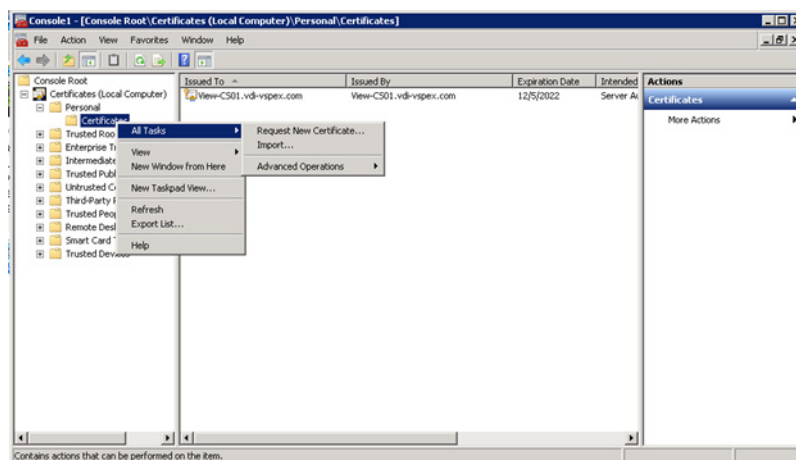 Console1 - [Console Root\Certificates (Local Computer)\Personal\Certificates]
File Action View Favorites Window Help
Console Root
Certificates (Local Computer)
Personal
Certificates
Trusted Roo
Enterprise T
Intermediate
Trusted Publ
Untrusted C
Third-Party
Trusted Peop
Remote Desk
Smart Card
Trusted Devices
Issued To
Issued By
Expiration Date
Intended
View-CS01.vdi-vspex.com
View-CS01.vdi-vspex.com
12/5/2022
Server A
All Tasks
View
New Window from Here
New Taskpad View...
Refresh
Export List...
Help
Request New Certificate...
Import...
Advanced Operations
Actions
Certificates
More Actions
Contains actions that can be performed on the item.